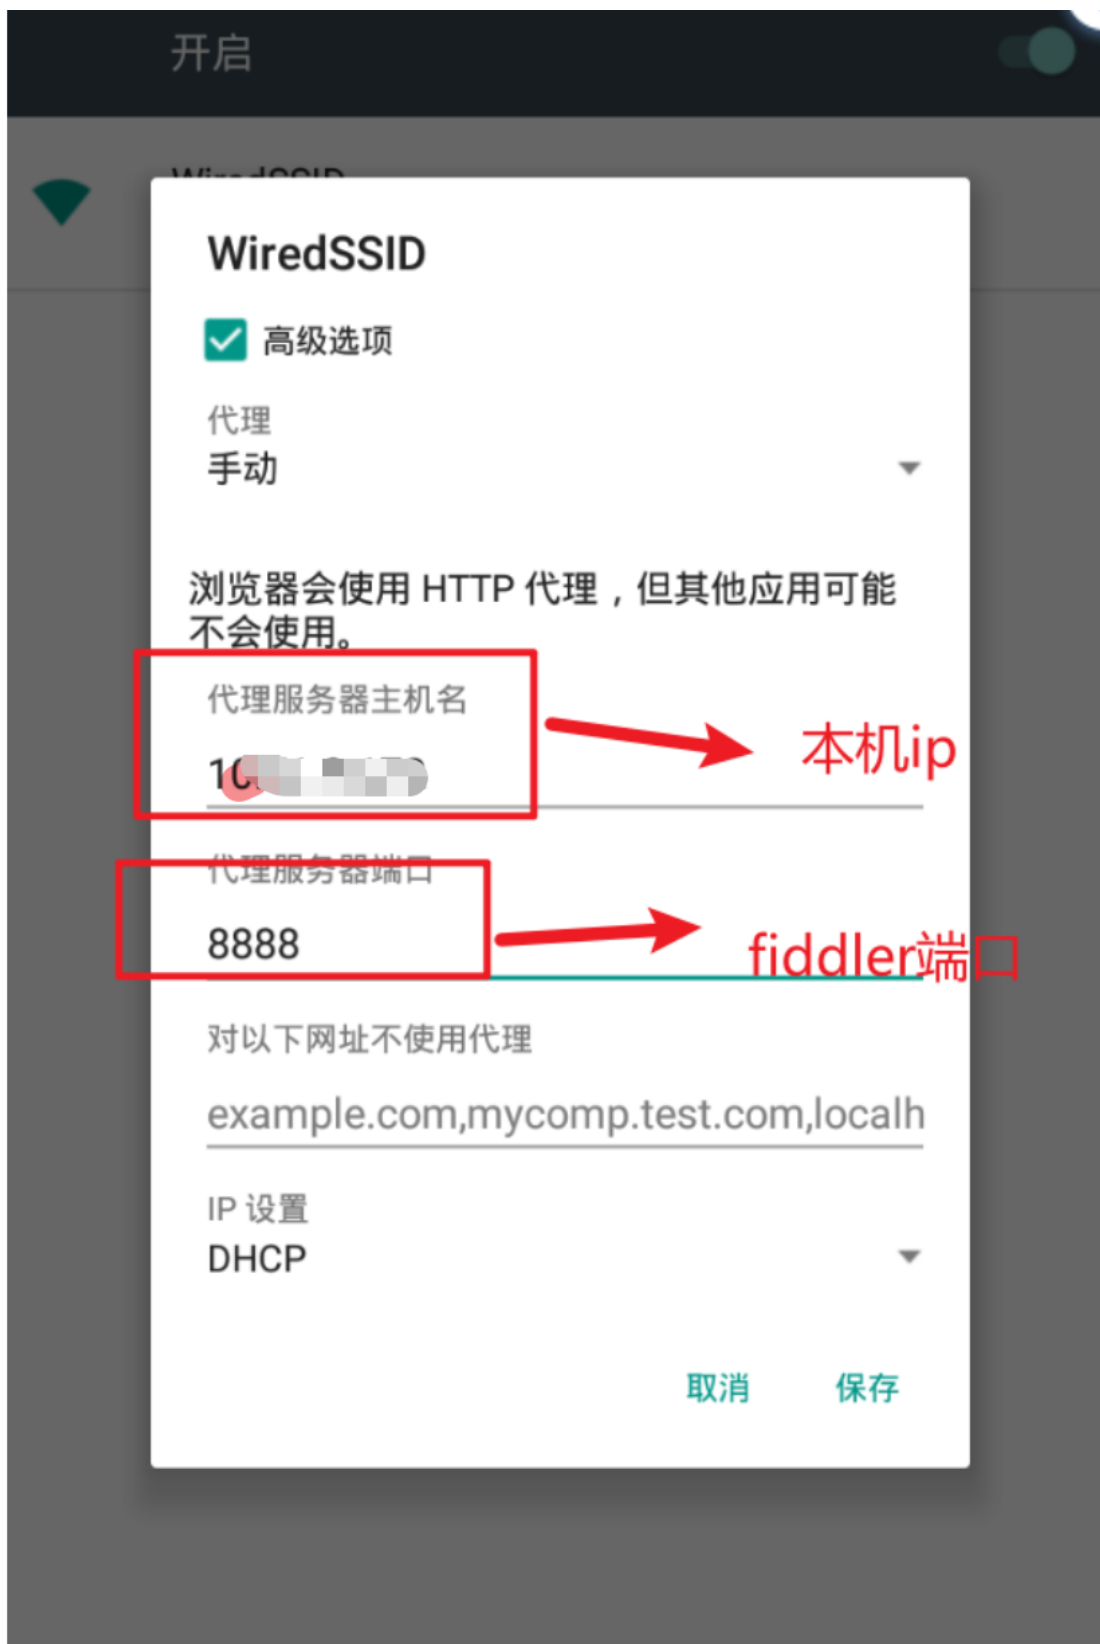 开启
WiredSSID
WiredSSID
高级选项
代理
手动
浏览器会使用 HTTP 代理，但其他应用可能
不会使用。
代理服务器主机名
本机ip
10
代理服务器端口
8888
fiddler端口
对以下网址不使用代理
example.com,mycomp.test.com,localh
IP 设置
DHCP
取消
保存